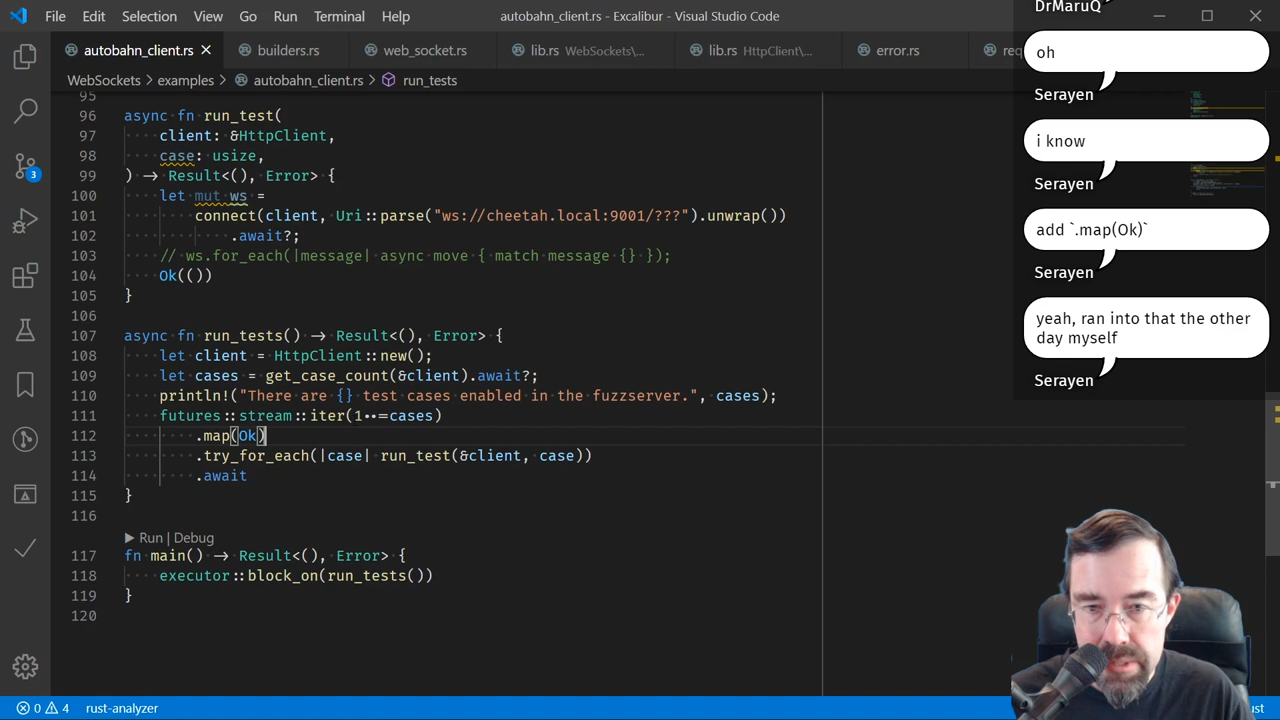 File Edit Selection View Go Run Terminal Help
autobahn_client.rs - Excalibur - Visual Studio Code
autobahn_client.rs × builders.rs web_socket.rs lib.rs WebSockets\... lib.rs HttpClient\... error.rs req
WebSockets > examples > autobahn_client.rs > run_tests
95
96 async fn run_test(
97 client: &HttpClient,
98 case: usize,
99 ) -> Result<(), Error> {
100 let mut ws =
101 connect(client, Uri::parse("ws://cheetah.local:9001/???").unwrap())
102 .await?;
103 // ws.for_each(|message| async move { match message {} });
104 Ok(())
105 }
106
107 async fn run_tests() -> Result<(), Error> {
108 let client = HttpClient::new();
109 let cases = get_case_count(&client).await?;
110 println!("There are {} test cases enabled in the fuzzserver.", cases);
111 futures::stream::iter(1..=cases)
112 .map(Ok)
113 .try_for_each(|case| run_test(&client, case))
114 .await
115 }
116
▶ Run | Debug
117 fn main() -> Result<(), Error> {
118 executor::block_on(run_tests())
119 }
120
DrMaruQ
oh
Serayen
i know
Serayen
add `.map(Ok)`
Serayen
yeah, ran into that the other
day myself
Serayen
3
0 4 rust-analyzer